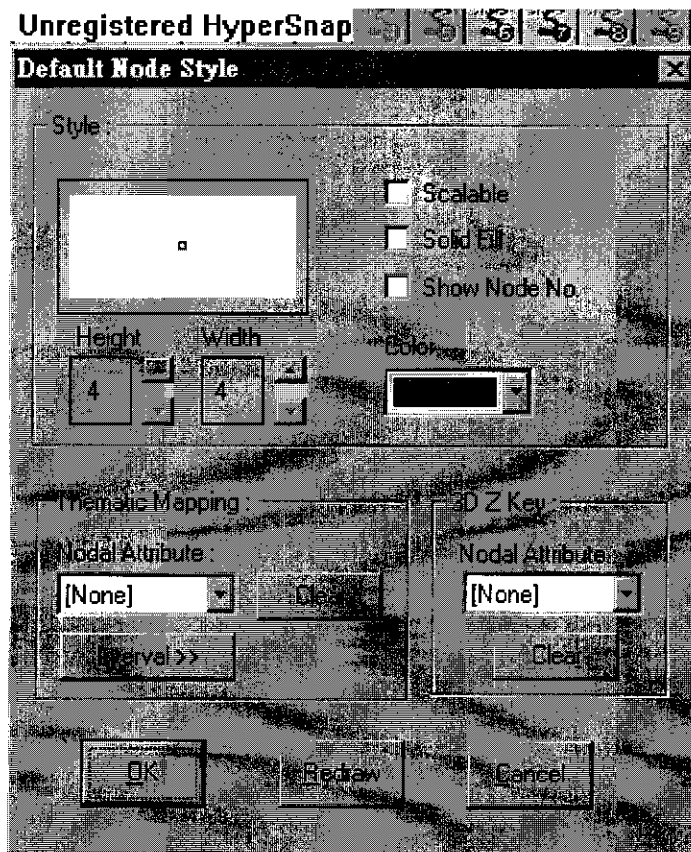 Unregistered HyperSnap
Default Node Style
Style :
Scalable
Solid Fill
Show Node No.
Height Width
Color
4 4
Thematic Mapping :
3D Z Key :
Nodal Attribute :
Nodal Attribute
[None] Clear
[None]
Interval >>
Clear
OK Redraw Cancel